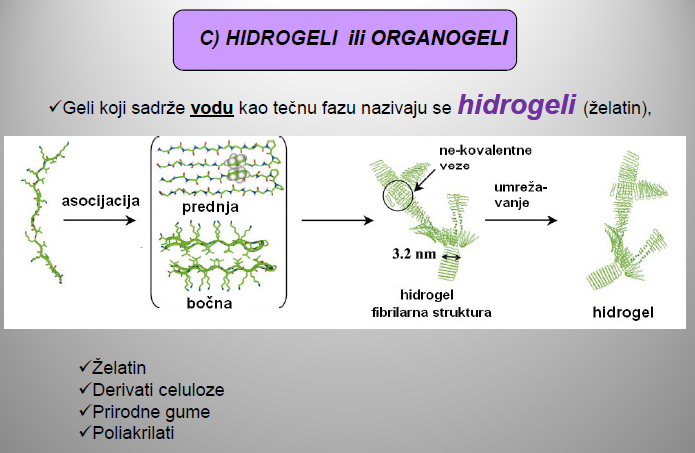 C) HIDROGELI ili ORGANOGELI
✓Geli koji sadrže vodu kao tečnu fazu nazivaju se hidrogeli (želatin),
asocijacija
prednja
bočna
ne-kovalentne
veze
3.2 nm
hidrogel
fibrilarna struktura
umreža-
vanje
hidrogel
✓Želatin
✓Derivati celuloze
✓Prirodne gume
✓Poliakrilati